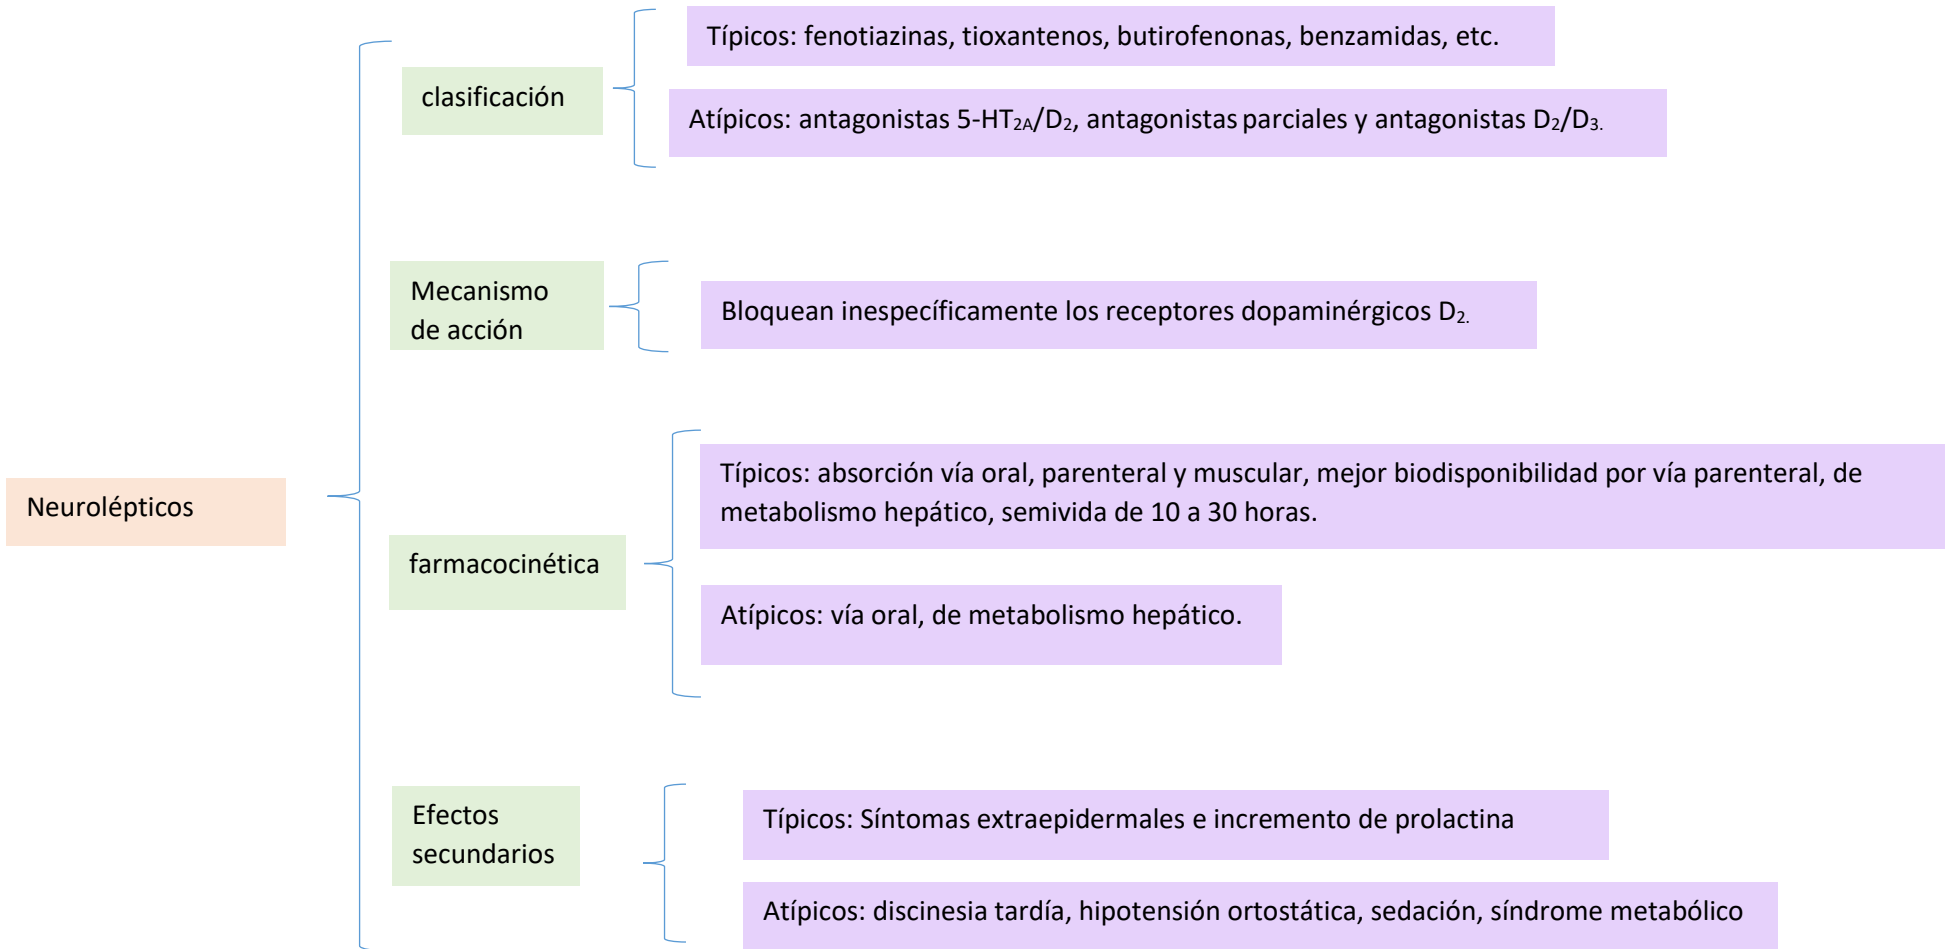 Neurolépticos
clasificación
Típicos: fenotiazinas, tioxantenos, butirofenonas, benzamidas, etc.
Atípicos: antagonistas 5-HT₂A/D₂, antagonistas parciales y antagonistas D₂/D₃.
Mecanismo
de acción
Bloquean inespecíficamente los receptores dopaminérgicos D₂.
farmacocinética
Típicos: absorción vía oral, parenteral y muscular, mejor biodisponibilidad por vía parenteral, de
metabolismo hepático, semivida de 10 a 30 horas.
Atípicos: vía oral, de metabolismo hepático.
Efectos
secundarios
Típicos: Síntomas extraepidermales e incremento de prolactina
Atípicos: discinesia tardía, hipotensión ortostática, sedación, síndrome metabólico